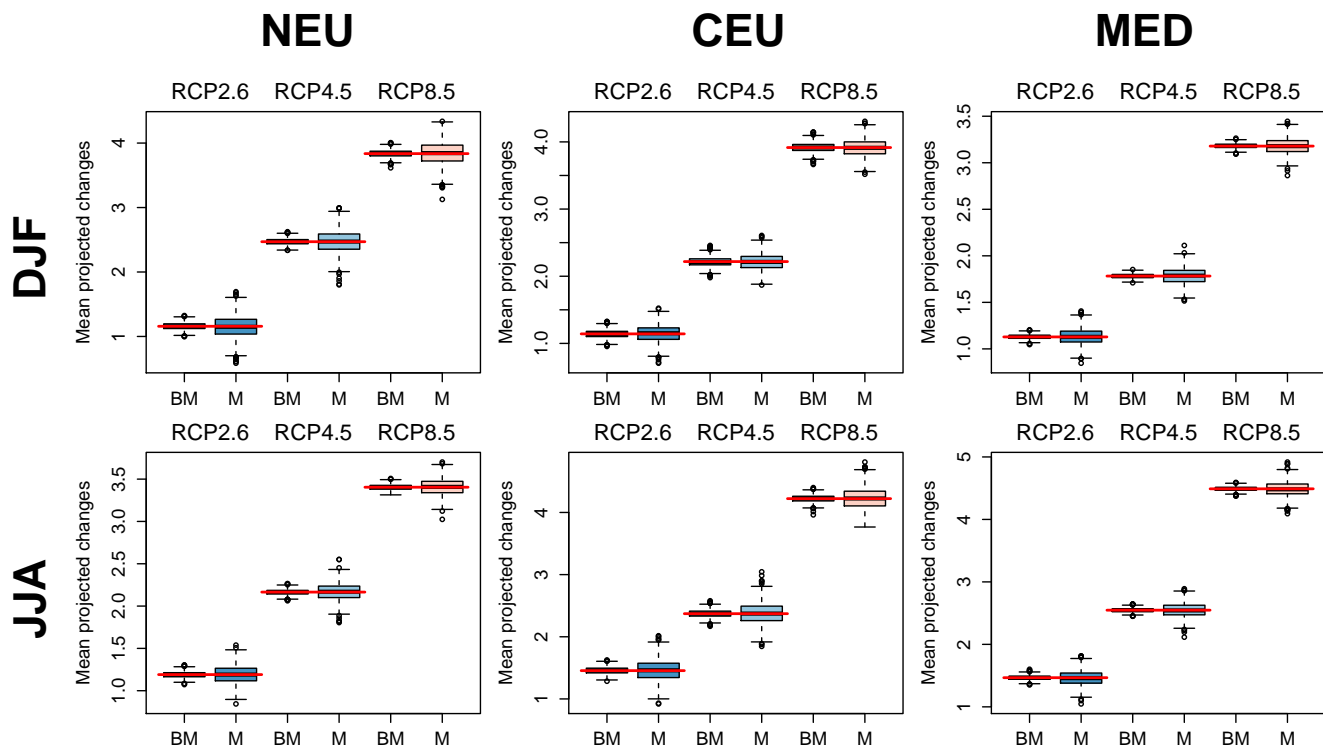 NEU CEU MED
DJF
RCP2.6 RCP4.5 RCP8.5
Mean projected changes
1 2 3 4
BM M BM M BM M
RCP2.6 RCP4.5 RCP8.5
Mean projected changes
1.0 2.0 3.0 4.0
BM M BM M BM M
RCP2.6 RCP4.5 RCP8.5
Mean projected changes
1.0 1.5 2.0 2.5 3.0 3.5
BM M BM M BM M
JJA
RCP2.6 RCP4.5 RCP8.5
Mean projected changes
1.0 1.5 2.0 2.5 3.0 3.5
BM M BM M BM M
RCP2.6 RCP4.5 RCP8.5
Mean projected changes
1 2 3 4
BM M BM M BM M
RCP2.6 RCP4.5 RCP8.5
Mean projected changes
1 2 3 4 5
BM M BM M BM M